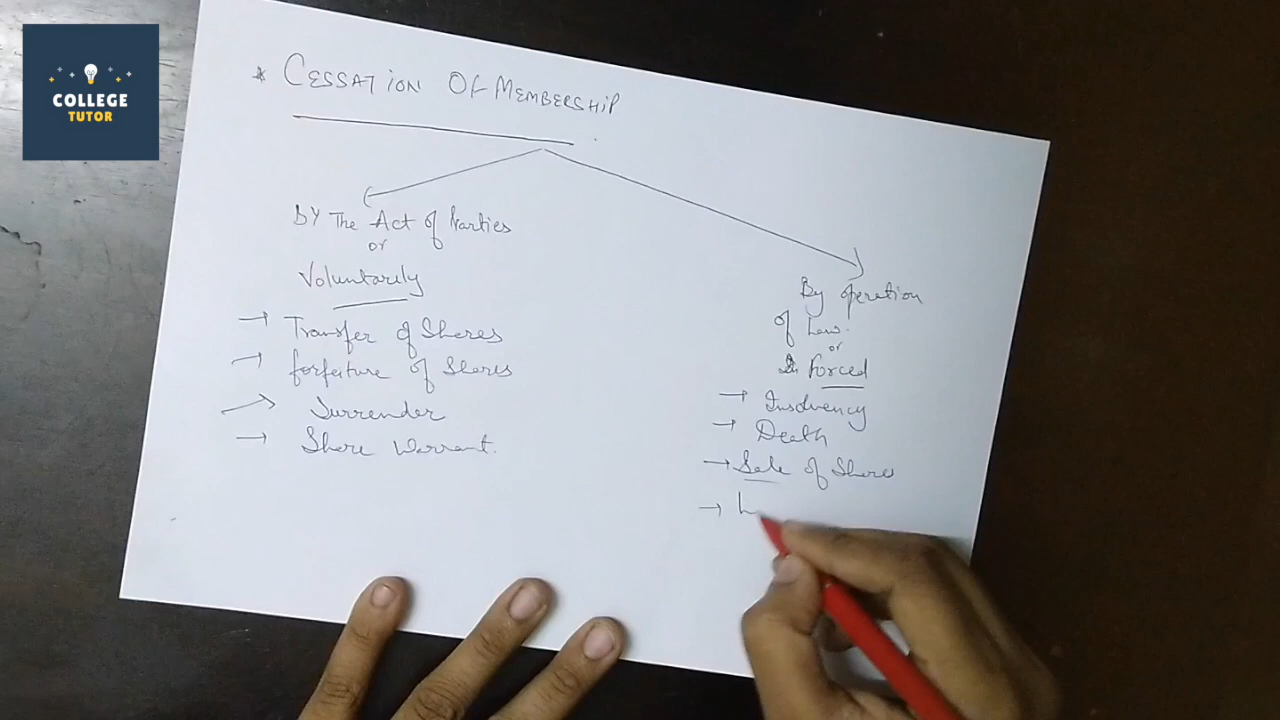 COLLEGE
TUTOR
* CESSATION OF MEMBERSHIP
BY The Act of Parties
or
Voluntarily
→ Transfer of Shares
→ forfeiture of Shares
→ Surrender
→ Share Warrant.
By operation
of Law.
or
Forced
→ Insolvency
→ Death
→ Sale of Shares
→